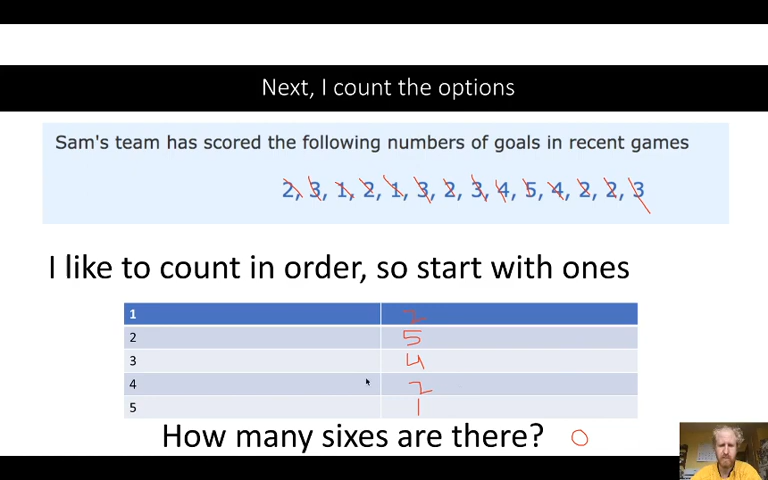 Next, I count the options
Sam's team has scored the following numbers of goals in recent games
2, 3, 1, 2, 1, 3, 2, 3, 4, 5, 4, 2, 2, 3
I like to count in order, so start with ones
1 2
2 5
3 4
4 2
5 1
How many sixes are there? 0